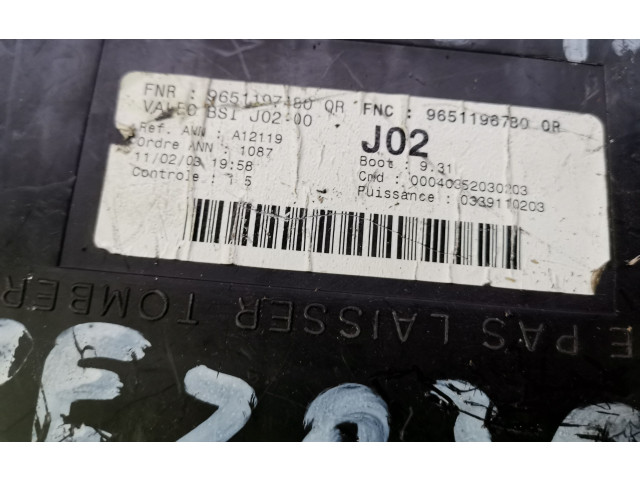 FNR : 9651197480 QR FNC : 9651196780 QR
VALEO BSI J02:00
J02
Ref. ANN : A12119
Ordre ANN : 1087
11/02/03 19:58
Controle : 1 5
Boot : 9.31
Cmd : 00040352030203
Puissance : 0339110203
E PAS LAISSER TOMBER